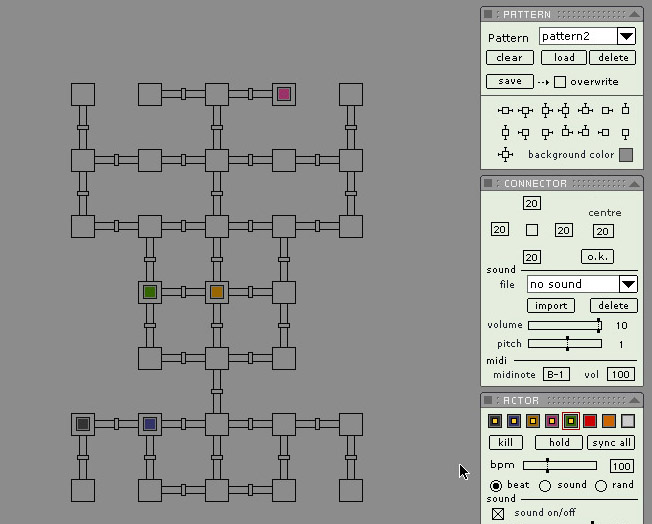 PATTERN
Pattern pattern2
clear load delete
save --→ overwrite
background color
CONNECTOR
20
centre
20 20 20
20 o.k.
sound
file no sound
import delete
volume 10
pitch 1
midi
midinote B-1 vol 100
ACTOR
kill hold sync all
bpm 100
beat sound rand
sound
sound on/off